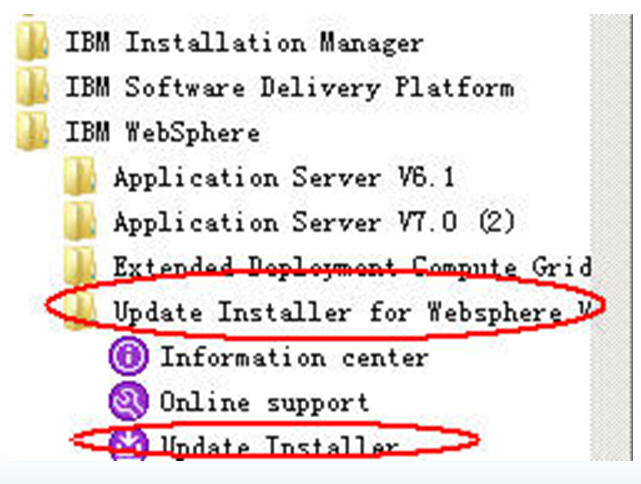 IBM Installation Manager
IBM Software Delivery Platform
IBM WebSphere
Application Server V6.1
Application Server V7.0 (2)
Extended Deployment Compute Grid
Update Installer for Websphere V
Information center
Online support
Update Installer